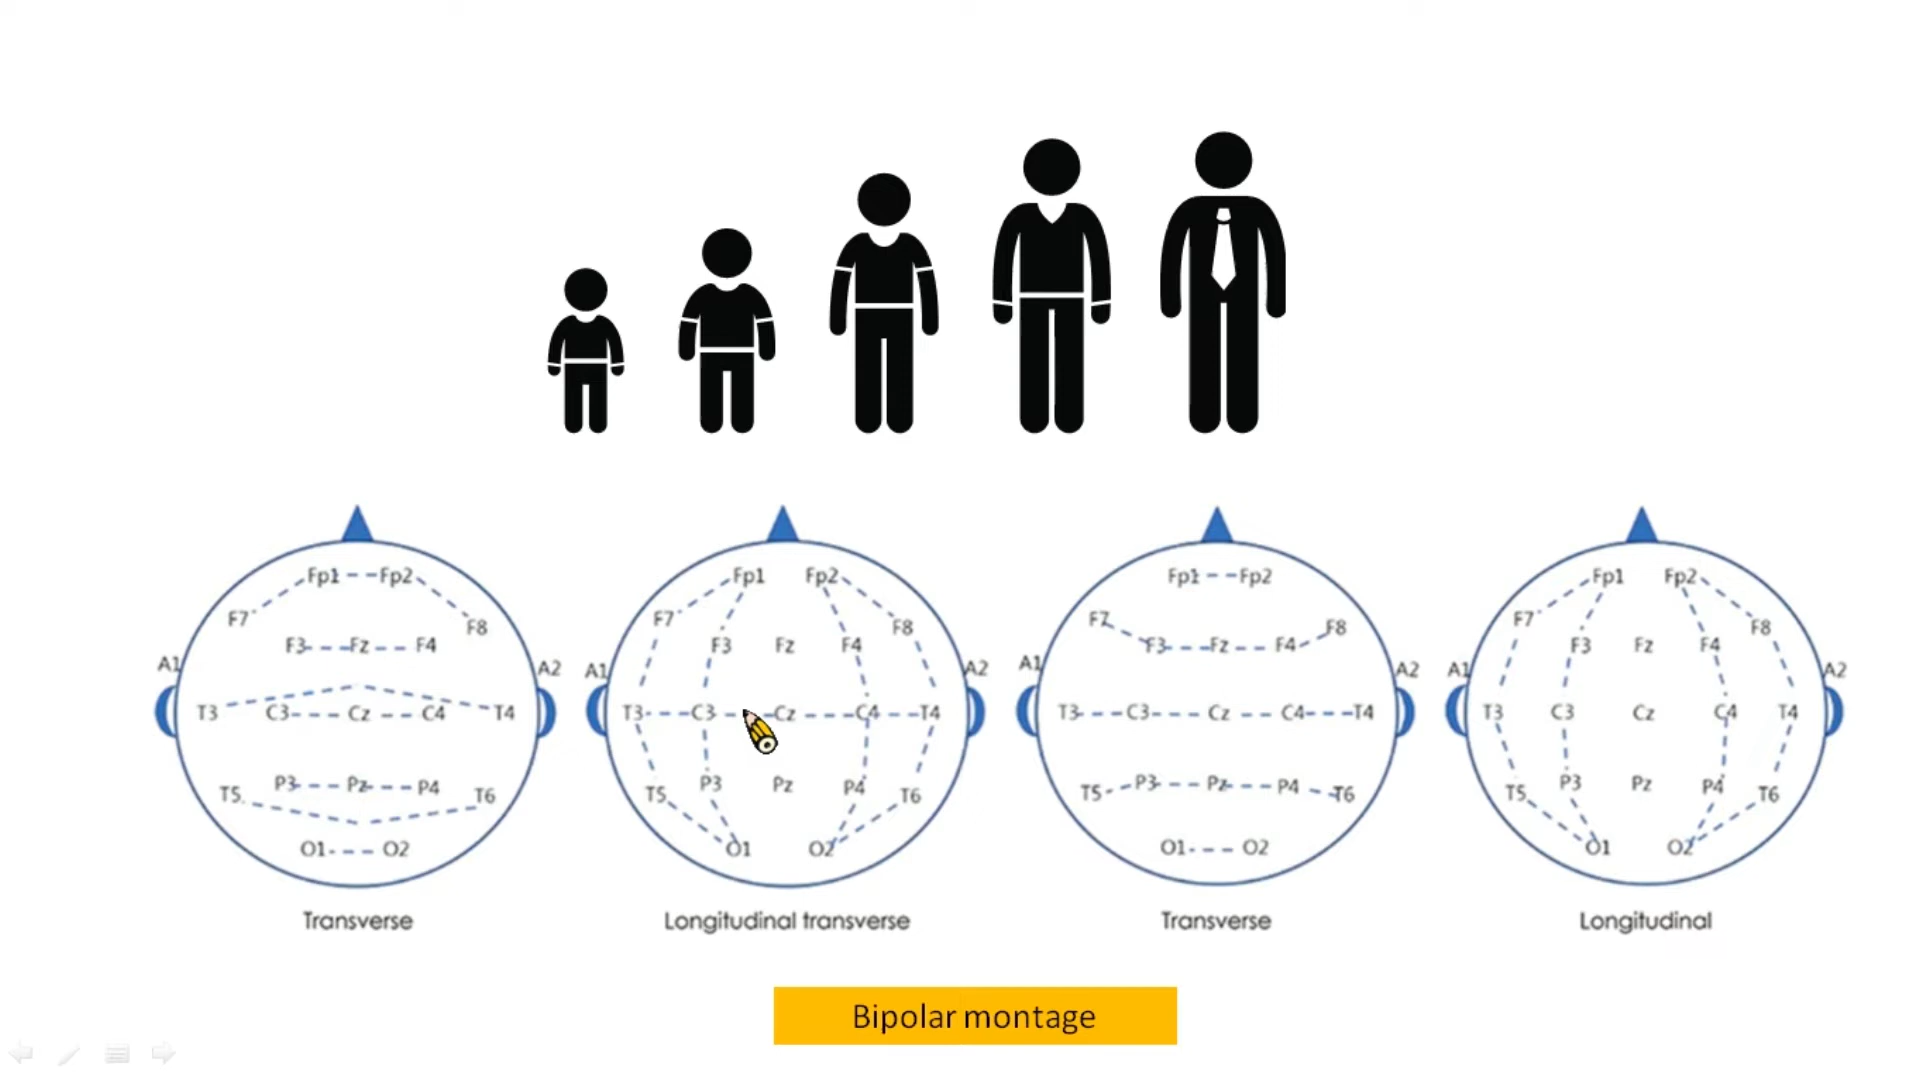 Fp1 Fp2
F7 F8
F3 Fz F4
A1 A2
T3 C3 Cz C4 T4
T5 P3 Pz P4 T6
O1 O2
Transverse
Fp1 Fp2
F7 F8
F3 Fz F4
A1 A2
T3 C3 Cz C4 T4
T5 P3 Pz P4 T6
O1 O2
Longitudinal transverse
Fp1 Fp2
F7 F8
F3 Fz F4
A1 A2
T3 C3 Cz C4 T4
T5 P3 Pz P4 T6
O1 O2
Transverse
Fp1 Fp2
F7 F8
F3 Fz F4
A1 A2
T3 C3 Cz C4 T4
T5 P3 Pz P4 T6
O1 O2
Longitudinal
Bipolar montage